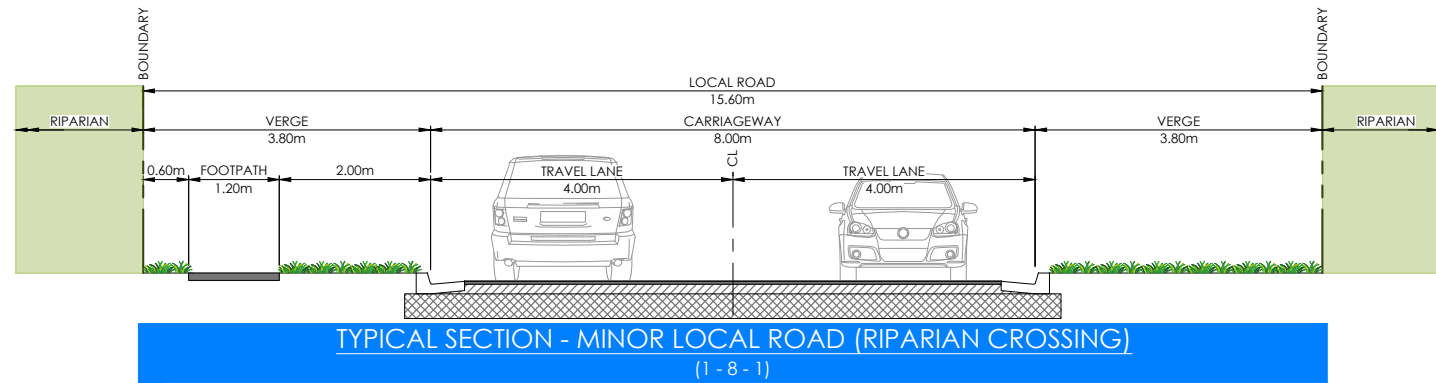 BOUNDARY
BOUNDARY
LOCAL ROAD
15.60m
RIPARIAN
VERGE
3.80m
CARRIAGEWAY
8.00m
VERGE
3.80m
RIPARIAN
CL
0.60m
FOOTPATH
1.20m
2.00m
TRAVEL LANE
4.00m
TRAVEL LANE
4.00m
TYPICAL SECTION - MINOR LOCAL ROAD (RIPARIAN CROSSING)
(1 - 8 - 1)